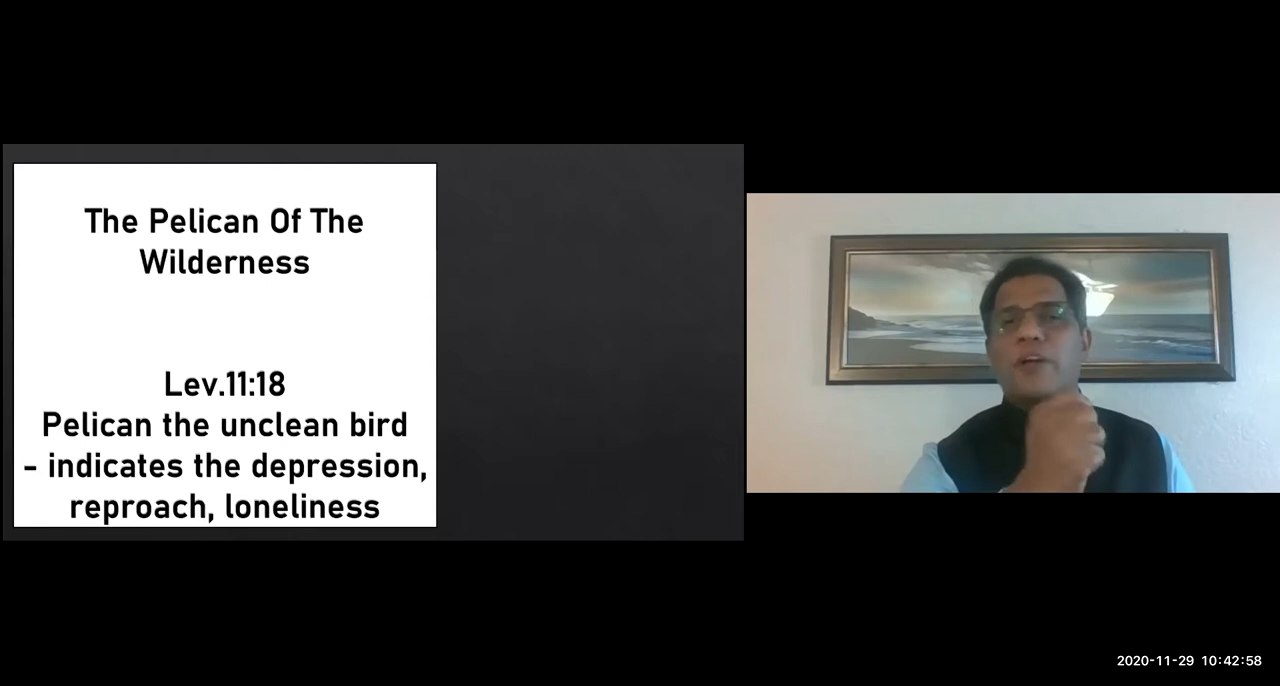 The Pelican Of The
Wilderness
Lev.11:18
Pelican the unclean bird
- indicates the depression,
reproach, loneliness
2020-11-29 10:42:58